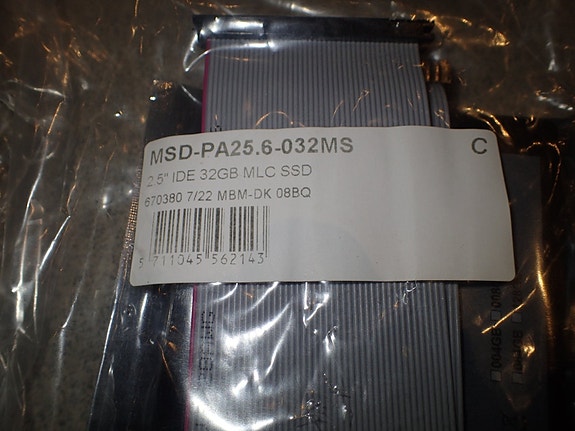 MSD-PA25.6-032MS C
2.5" IDE 32GB MLC SSD
670380 7/22 MBM-DK 08BQ
5 711045 562143
004GB